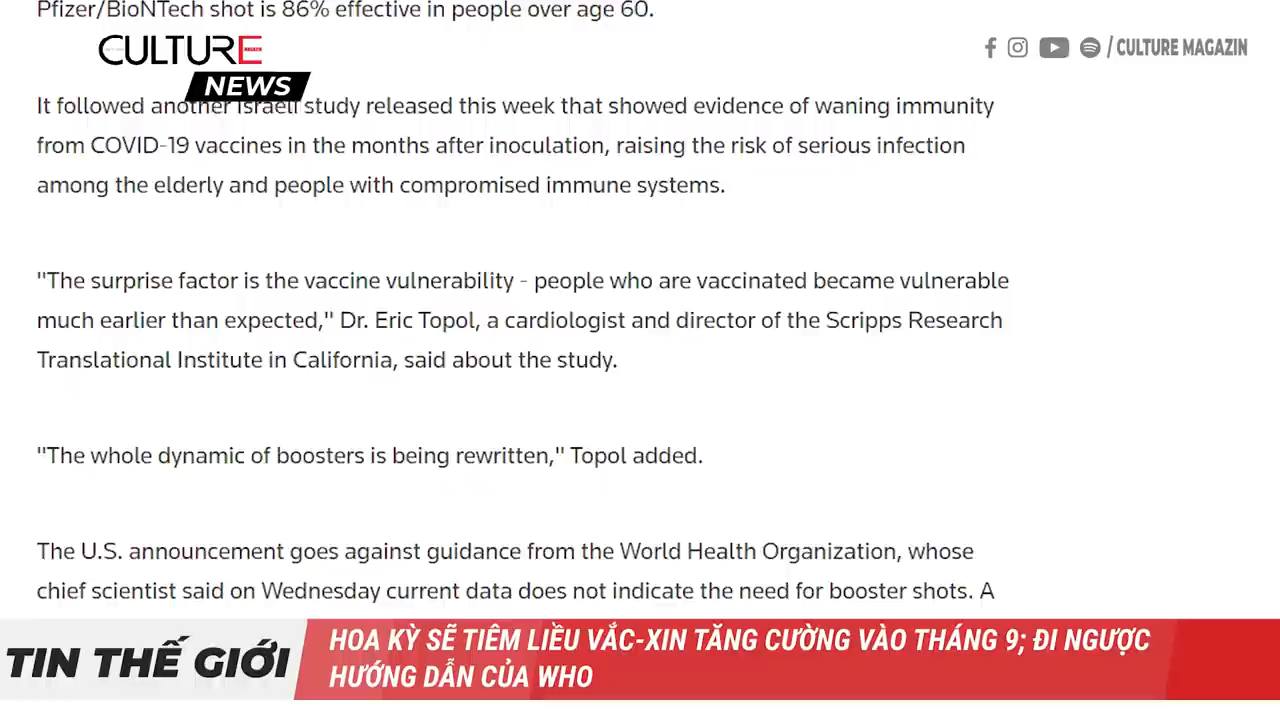 Pfizer/BioNTech shot is 86% effective in people over age 60.
CULTURE
NEWS
/ CULTURE MAGAZIN
It followed another Israeli study released this week that showed evidence of waning immunity
from COVID-19 vaccines in the months after inoculation, raising the risk of serious infection
among the elderly and people with compromised immune systems.
"The surprise factor is the vaccine vulnerability - people who are vaccinated became vulnerable
much earlier than expected," Dr. Eric Topol, a cardiologist and director of the Scripps Research
Translational Institute in California, said about the study.
"The whole dynamic of boosters is being rewritten," Topol added.
The U.S. announcement goes against guidance from the World Health Organization, whose
chief scientist said on Wednesday current data does not indicate the need for booster shots. A
TIN THẾ GIỚI
HOA KỲ SẼ TIÊM LIỀU VẮC-XIN TĂNG CƯỜNG VÀO THÁNG 9; ĐI NGƯỢC
HƯỚNG DẪN CỦA WHO